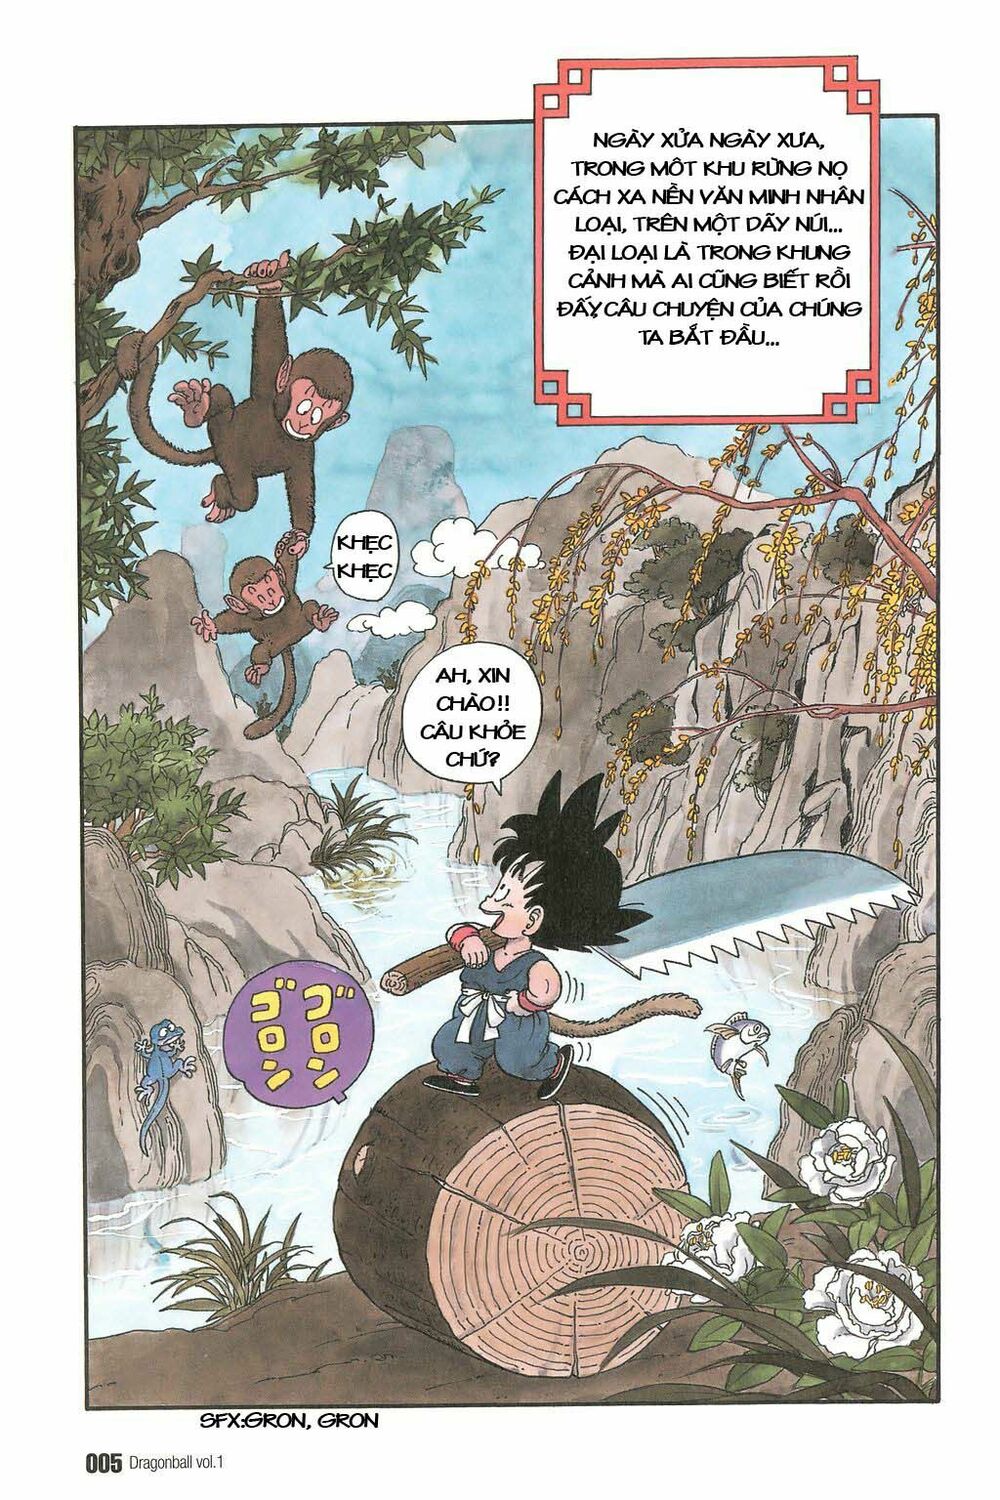 NGÀY XỬA NGÀY XƯA,
TRONG MÔT KHU RỪNG NỌ
CÁCH XA NỀN VĂN MINH NHÂN
LOẠI, TRÊN MỘT DÃY NÚI...
ĐẠI LOẠI LÀ TRONG KHUNG
CẢNH MÀ AI CŨNG BIẾT RỒI
ĐẤY, CÂU CHUYỆN CỦA CHÚNG
TA BẮT ĐẦU...
KHẸC
KHẸC
AH, XIN
CHÀO!!
CÂU KHỎE
CHỨ?
ゴロン
ゴロン
SFX:GRON, GRON
005 Dragonball vol.1